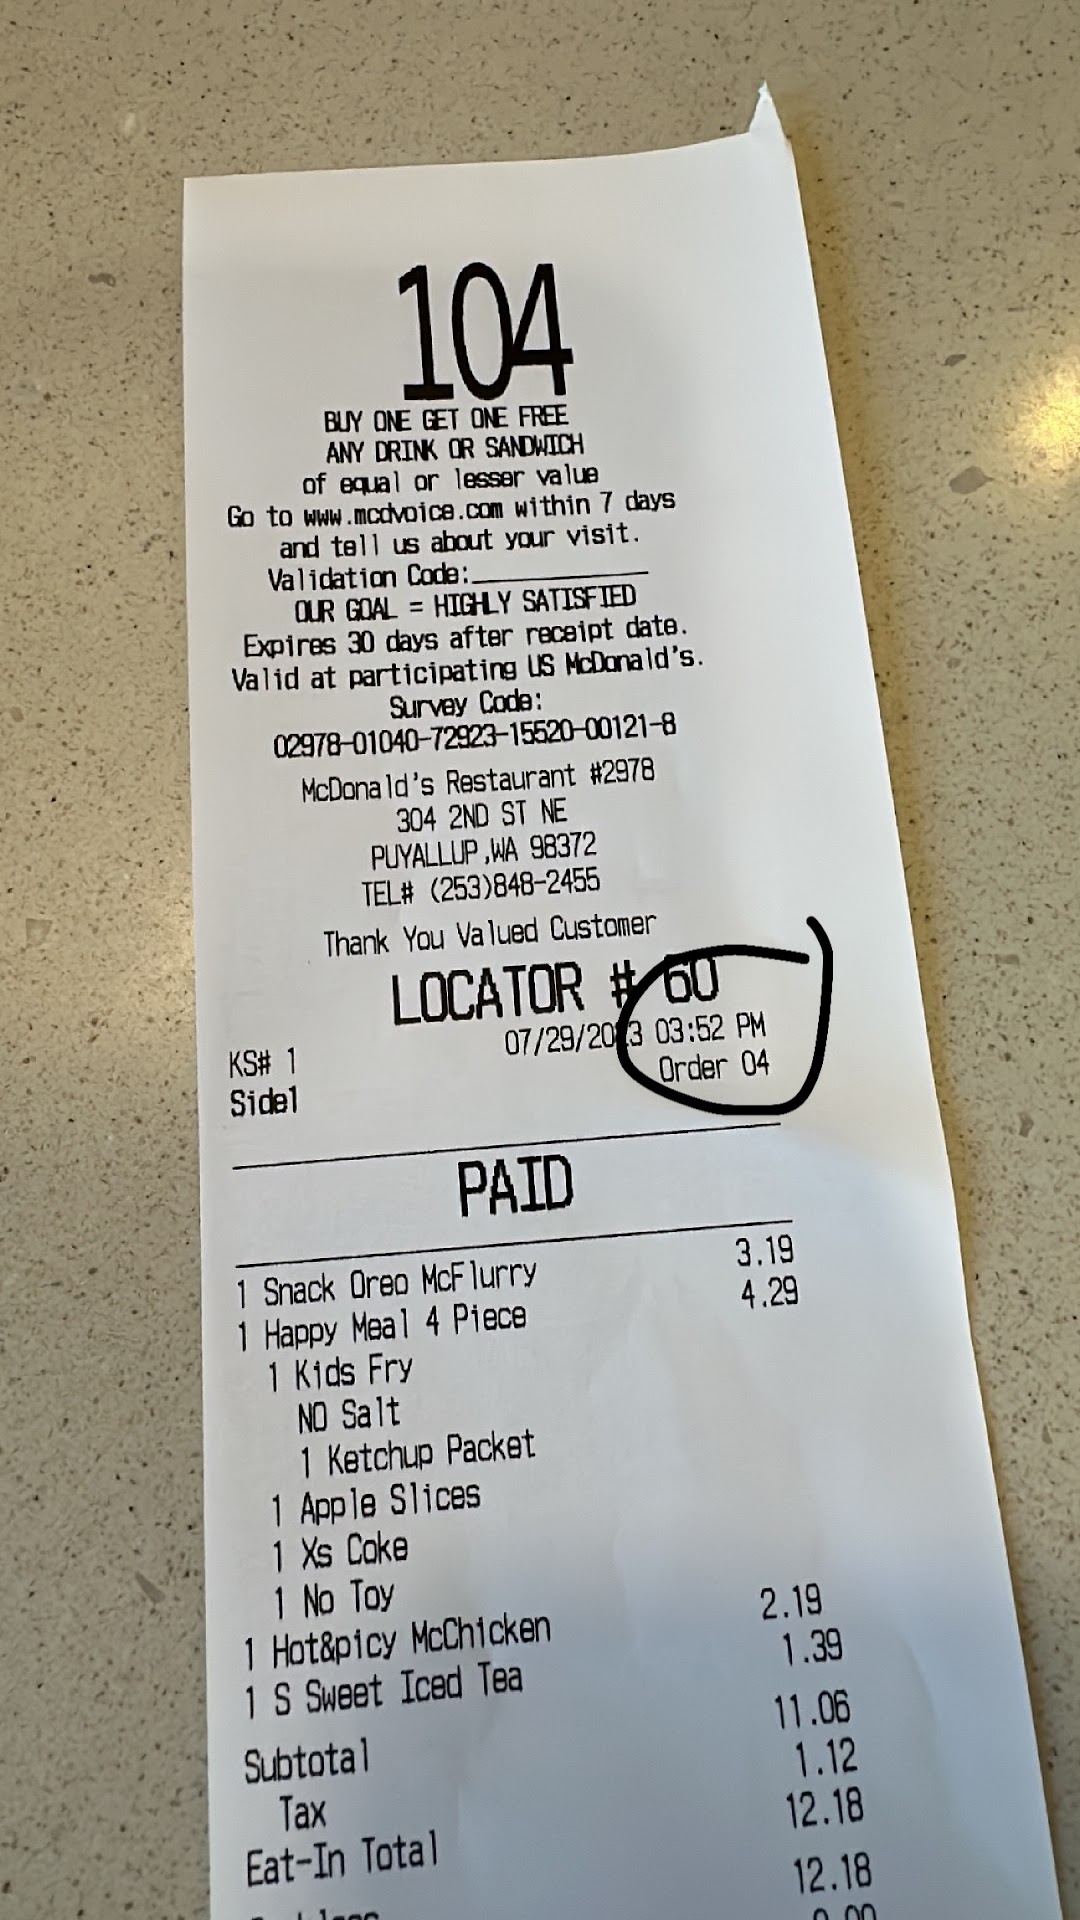 104
BUY ONE GET ONE FREE
ANY DRINK OR SANDWICH
of equal or lesser value
Go to www.mcdvoice.com within 7 days
and tell us about your visit.
Validation Code:
OUR GOAL = HIGHLY SATISFIED
Expires 30 days after receipt date.
Valid at participating US McDonald's.
Survey Code:
02978-01040-72923-15520-00121-8
McDonald's Restaurant #2978
304 2ND ST NE
PUYALLUP,WA 98372
TEL# (253)848-2455
Thank You Valued Customer
LOCATOR # 60
07/29/2023 03:52 PM
KS# 1 Order 04
Side1
PAID
1 Snack Oreo McFlurry 3.19
1 Happy Meal 4 Piece 4.29
1 Kids Fry
NO Salt
1 Ketchup Packet
1 Apple Slices
1 Xs Coke
1 No Toy
1 Hot&picy McChicken 2.19
1 S Sweet Iced Tea 1.39
Subtotal 11.06
Tax 1.12
Eat-In Total 12.18
12.18